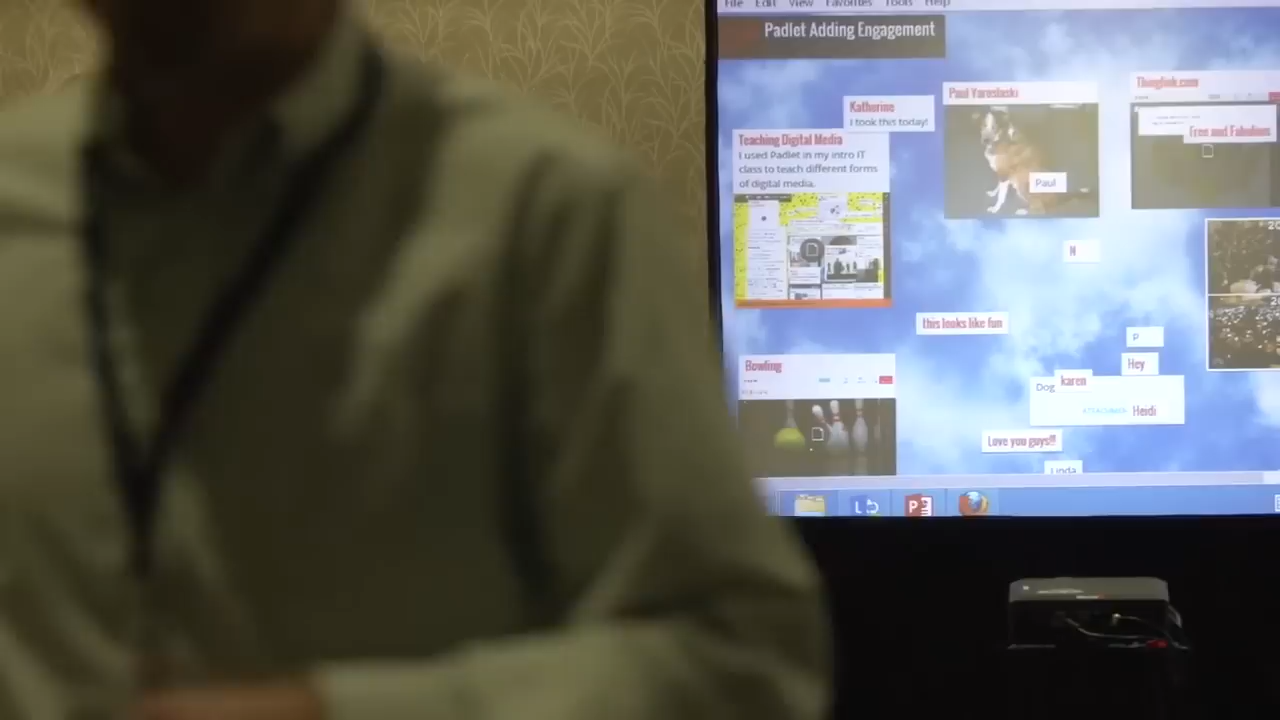 File Edit View Favorites Tools Help
Padlet Adding Engagement
Katherine
I took this today!
Teaching Digital Media
I used Padlet in my intro IT
class to teach different forms
of digital media.
Paul Yaroslaski
Paul
Thinglink.com
Free and Fabulous
N
this looks like fun
P
Hey
Dog
karen
Heidi
Bowling
Love you guys!!
Linda